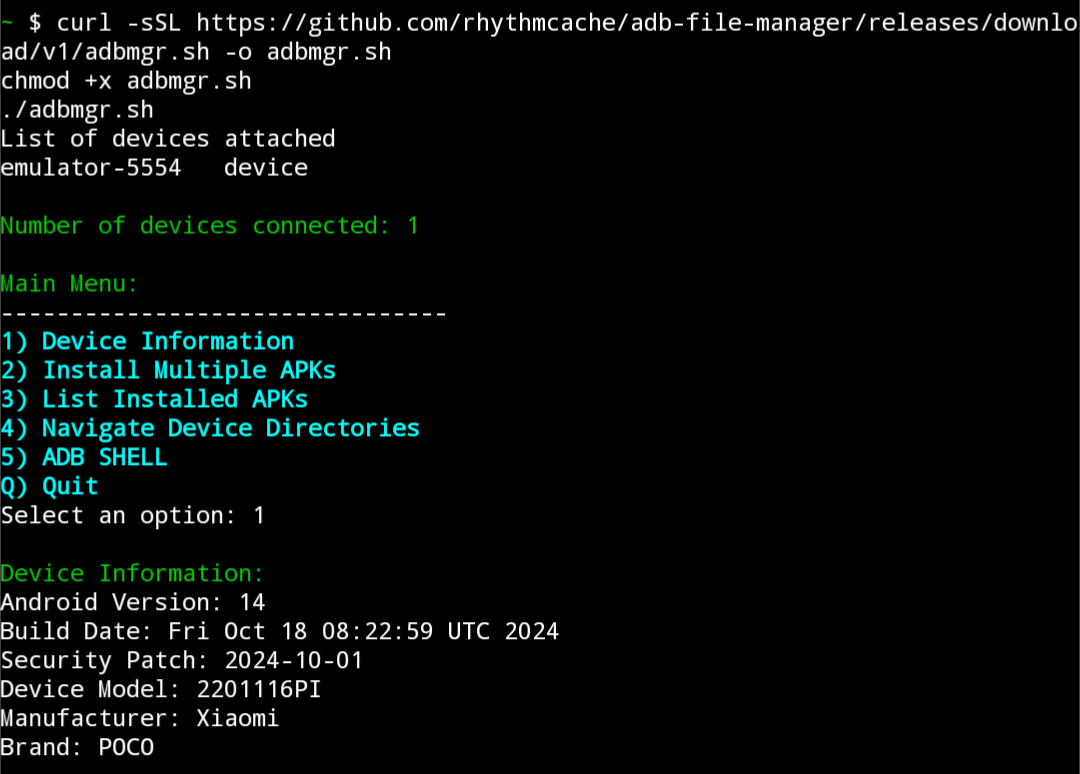 ~ $ curl -sSL https://github.com/rhythmcache/adb-file-manager/releases/downlo
ad/v1/adbmgr.sh -o adbmgr.sh
chmod +x adbmgr.sh
./adbmgr.sh
List of devices attached
emulator-5554   device
Number of devices connected: 1
Main Menu:
--------------------------------
1) Device Information
2) Install Multiple APKs
3) List Installed APKs
4) Navigate Device Directories
5) ADB SHELL
Q) Quit
Select an option: 1
Device Information:
Android Version: 14
Build Date: Fri Oct 18 08:22:59 UTC 2024
Security Patch: 2024-10-01
Device Model: 2201116PI
Manufacturer: Xiaomi
Brand: POCO